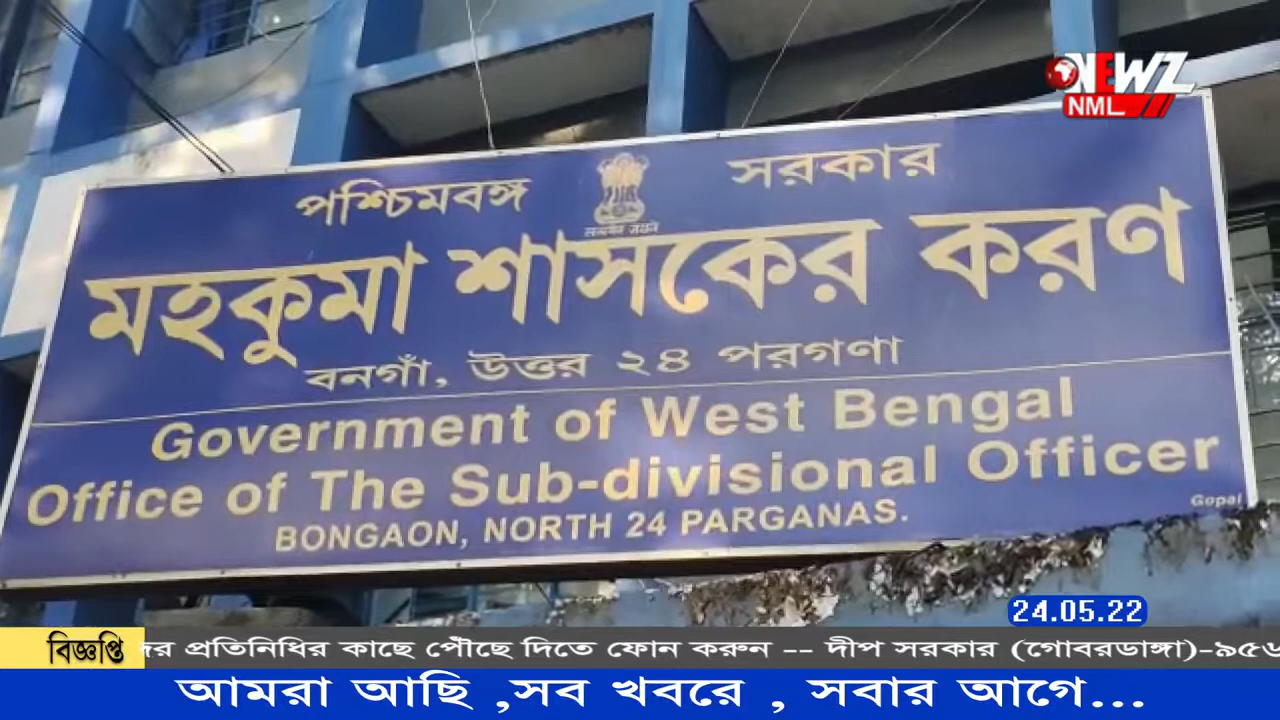 NEWZ
NML
পশ্চিমবঙ্গ সরকার
মহকুমা শাসকের করণ
বনগাঁ, উত্তর ২৪ পরগণা
Government of West Bengal
Office of The Sub-divisional Officer
BONGAON, NORTH 24 PARGANAS.
Gopal
24.05.22
বিজ্ঞপ্তি প্রতিনিধির কাছে পৌঁছে দিতে ফোন করুন -- দীপ সরকার (গোবরডাঙ্গা)-৯৫৬
আমরা আছি ,সব খবরে , সবার আগে...